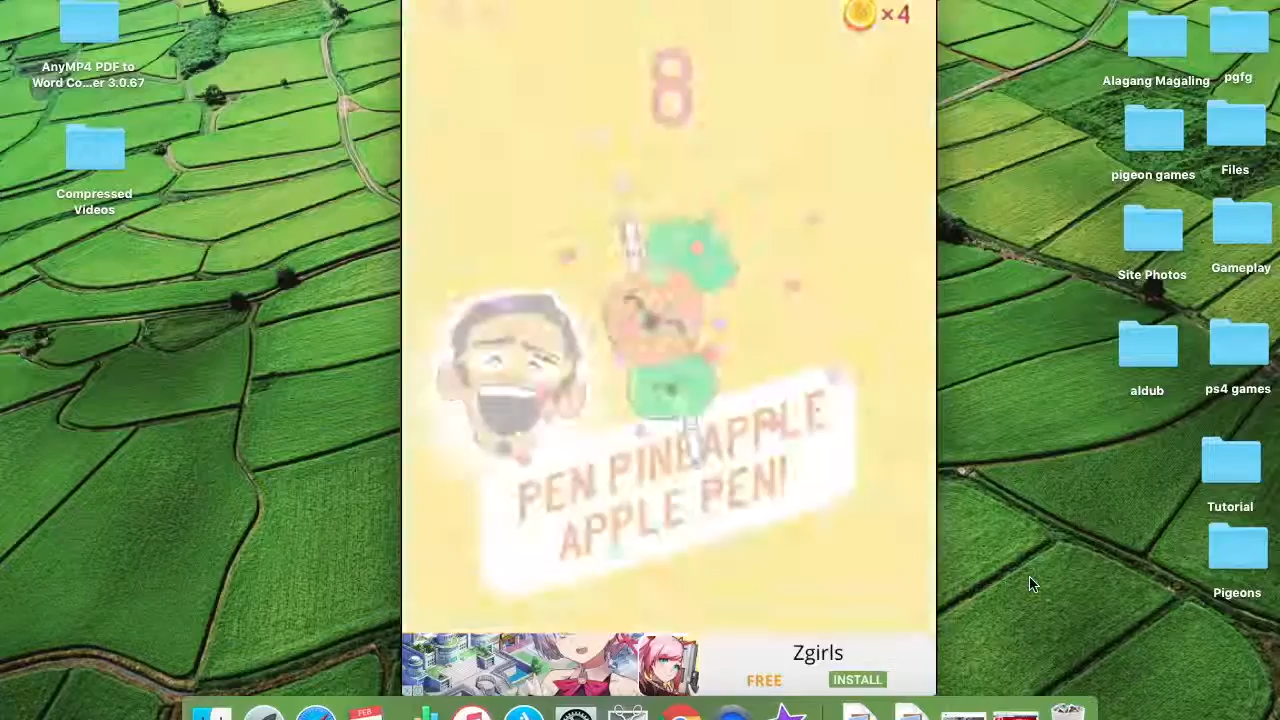 AnyMP4 PDF to
Word Co...er 3.0.67
Compressed
Videos
×4
8
PEN PINEAPPLE
APPLE PEN!
Zgirls
FREE
INSTALL
FEB
Alagang Magaling
pgfg
pigeon games
Files
Site Photos
Gameplay
aldub
ps4 games
Tutorial
Pigeons